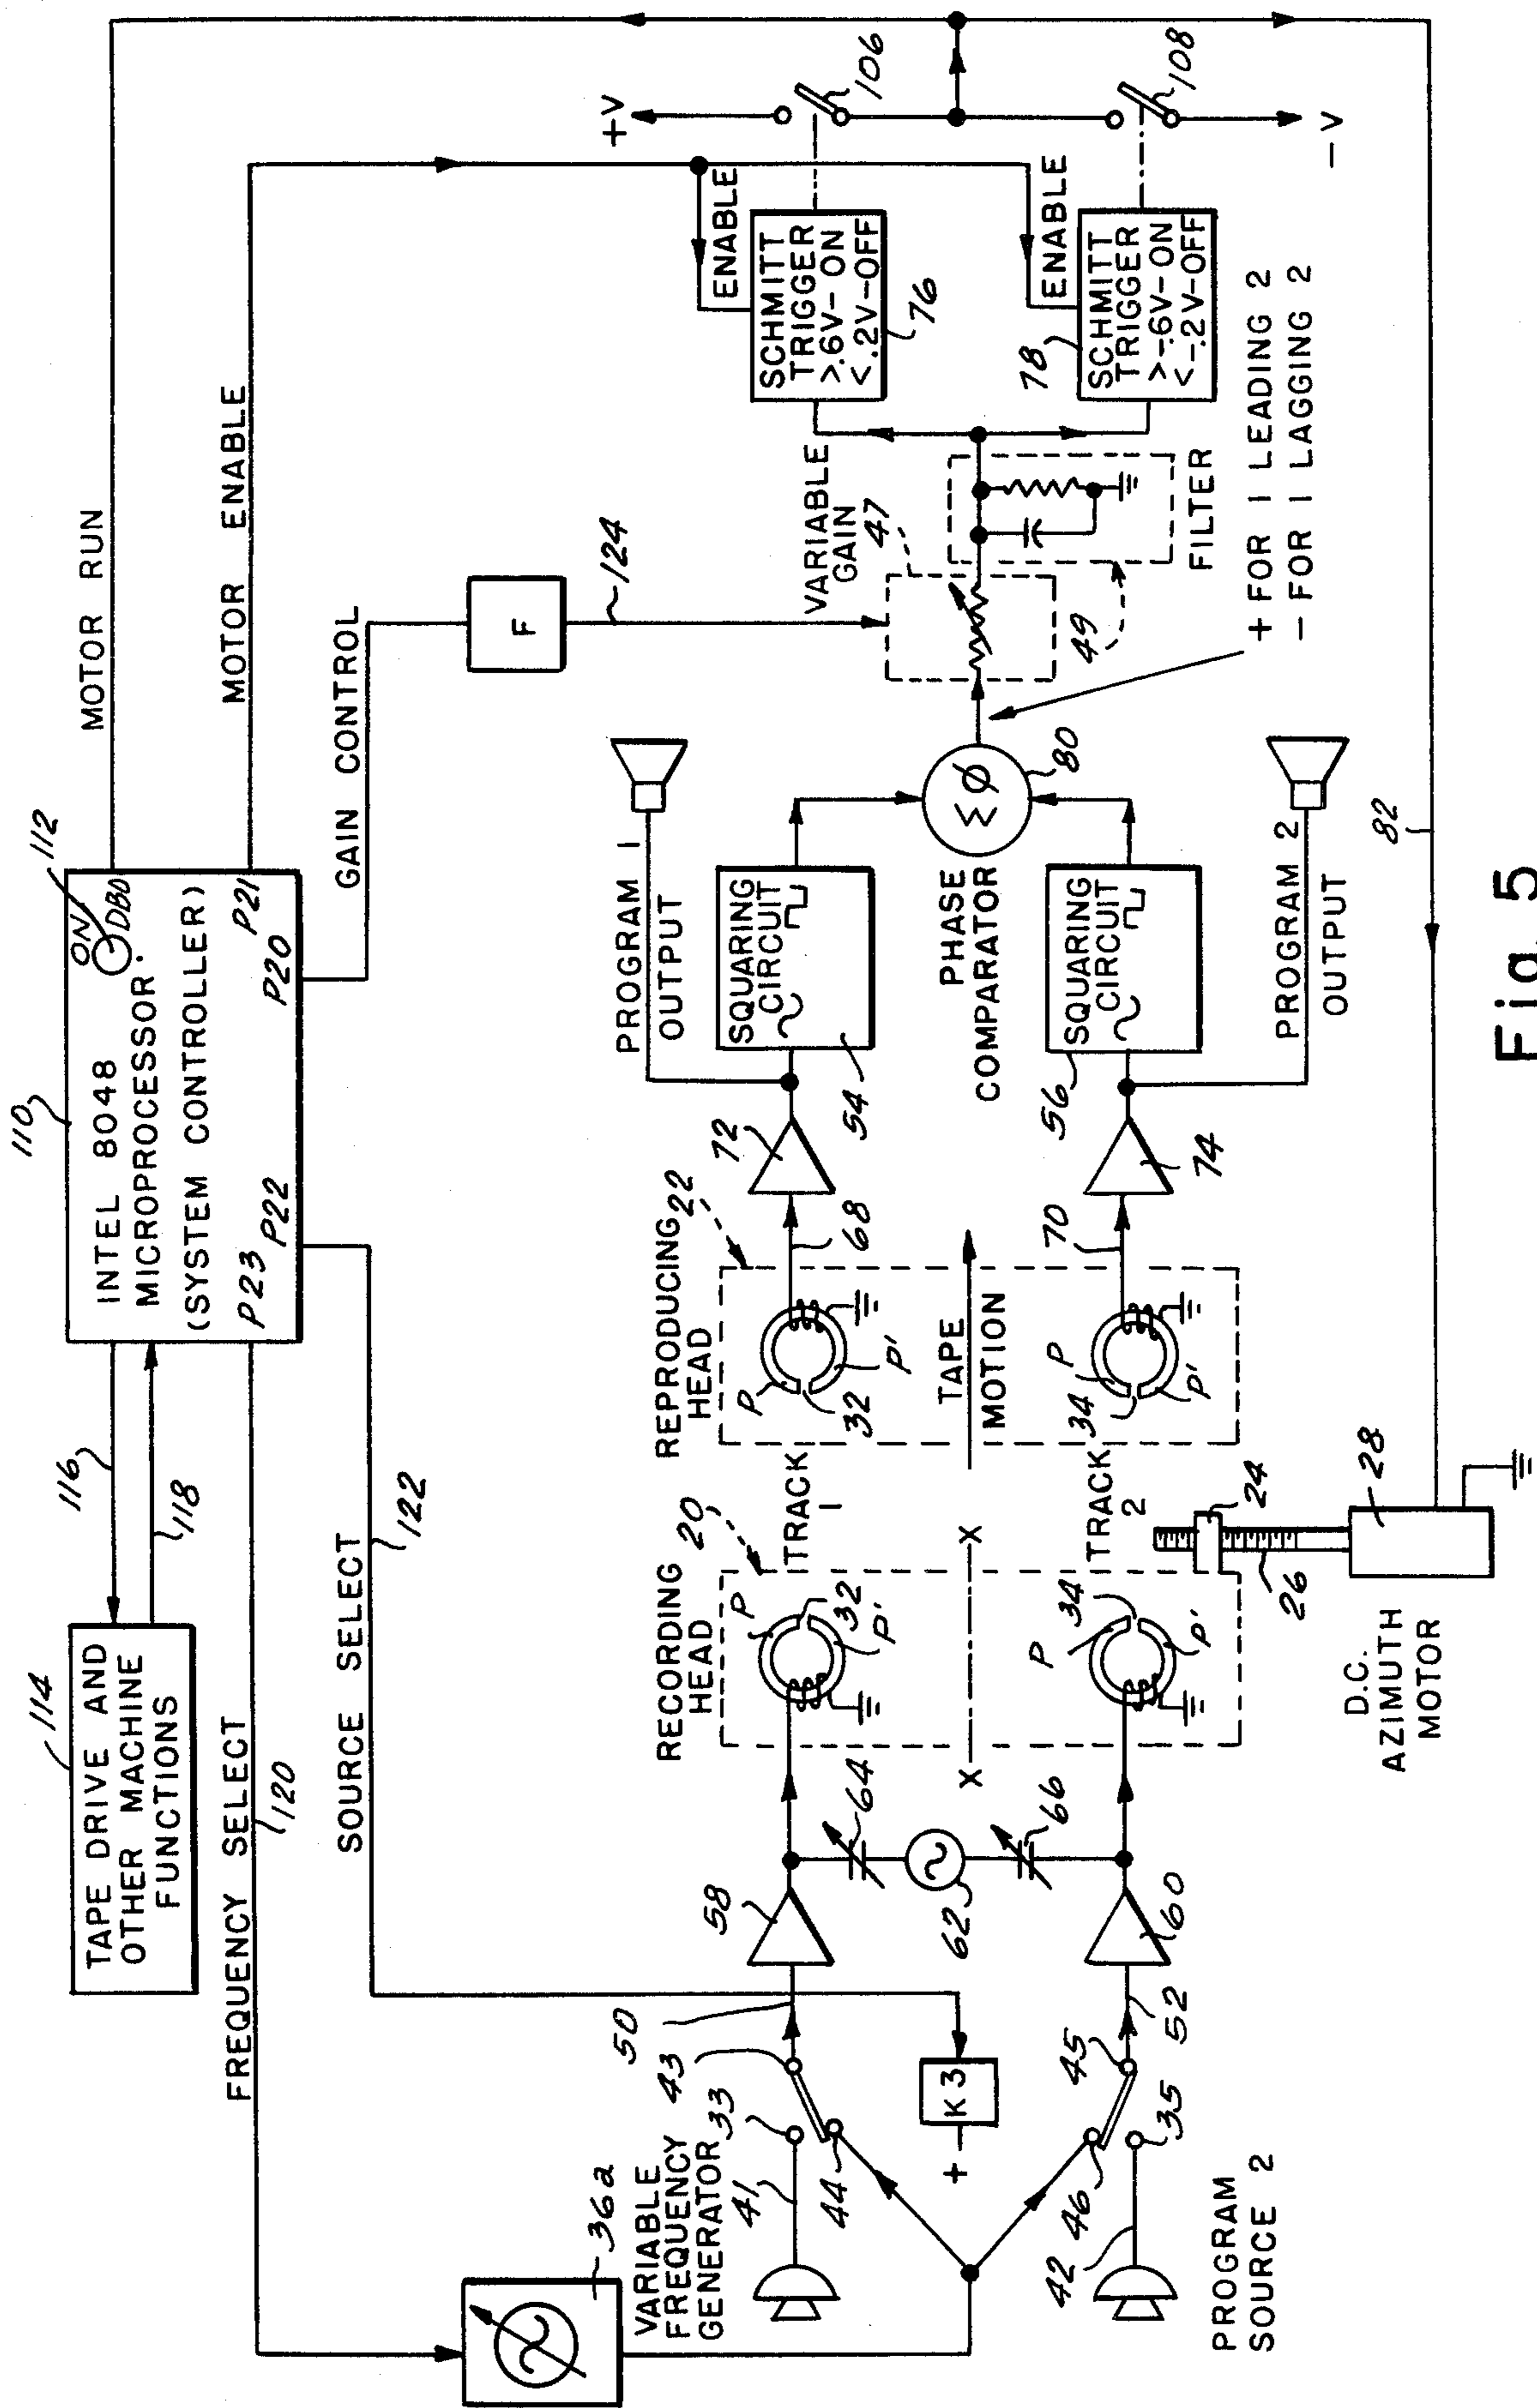 110
INTEL 8048
MICROPROCESSOR.
(SYSTEM CONTROLLER)
ON
112
DB0
P21
P20
P22
P23
MOTOR RUN
MOTOR ENABLE
GAIN CONTROL
F
124
114
TAPE DRIVE AND
OTHER MACHINE
FUNCTIONS
116
118
FREQUENCY SELECT
120
SOURCE SELECT
122
36a
VARIABLE
FREQUENCY
GENERATOR
33
43
41
44
50
58
+
K3
64
62
66
42
46
35
45
52
60
PROGRAM
SOURCE 2
RECORDING
HEAD
20
P
32
P'
X
X
P
34
P'
TRACK
1
TRACK
2
24
26
28
D.C.
AZIMUTH
MOTOR
REPRODUCING
HEAD
22
P
32
P'
TAPE
MOTION
34
P
P'
68
70
72
74
PROGRAM 1
OUTPUT
SQUARING
CIRCUIT
54
PHASE
COMPARATOR
Σ Φ
80
56
SQUARING
CIRCUIT
PROGRAM 2
OUTPUT
VARIABLE
GAIN
47
49
FILTER
+ FOR 1 LEADING 2
- FOR 1 LAGGING 2
ENABLE
SCHMITT
TRIGGER
>.6V-ON
<.2V-OFF
76
ENABLE
78
SCHMITT
TRIGGER
>-.6V-ON
<-.2V-OFF
+V
106
108
-V
82
Fig. 5